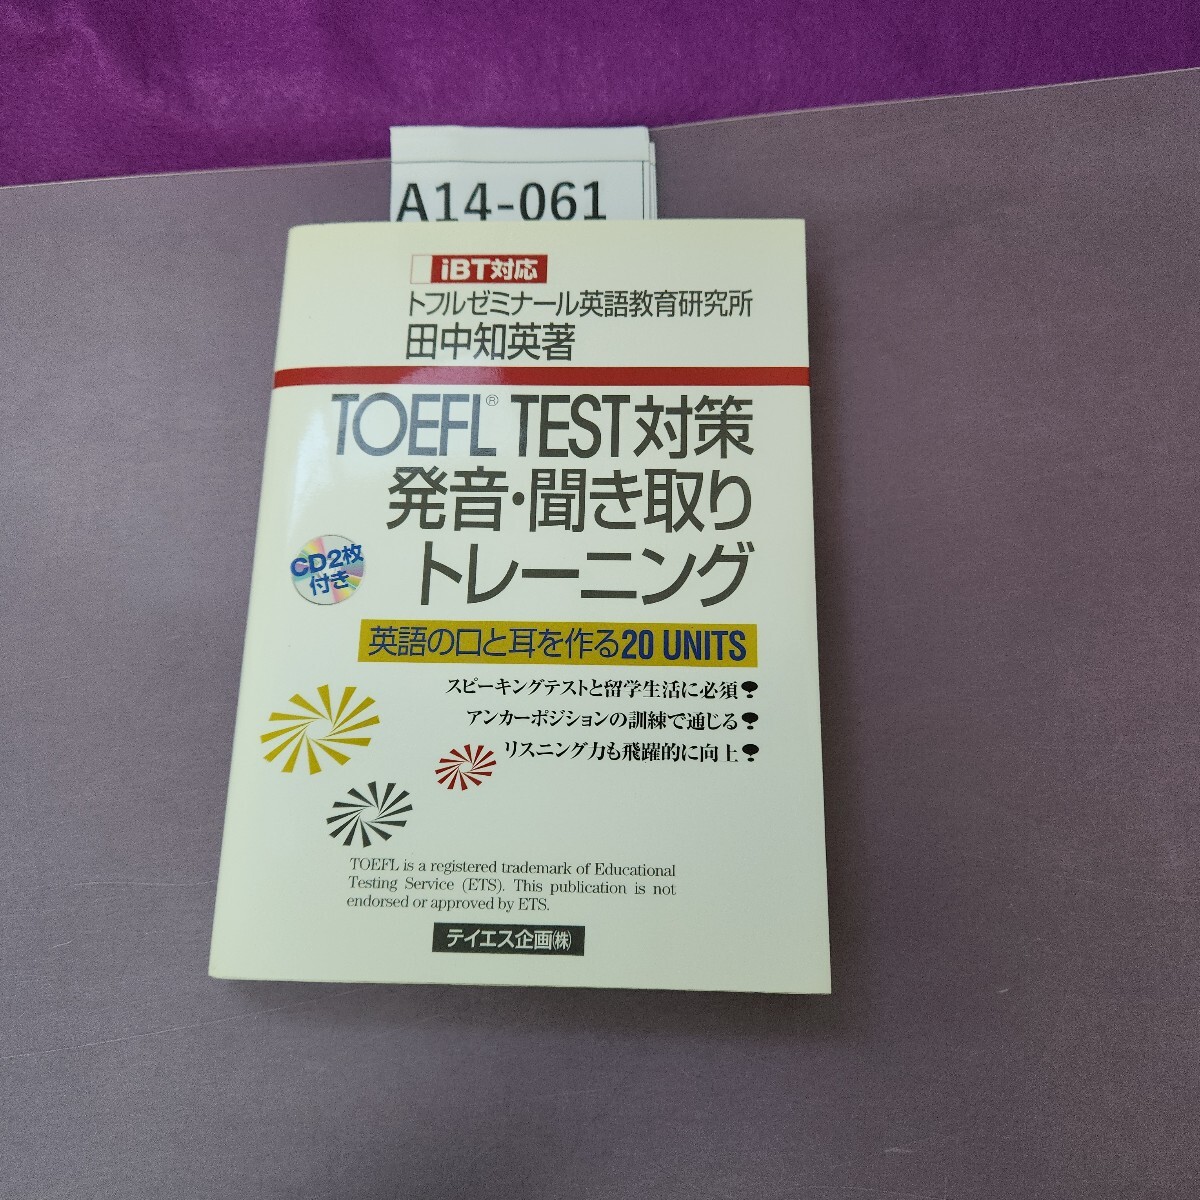 A14-061
iBT対応
トフルゼミナール英語教育研究所
田中知英著
TOEFL® TEST対策
発音・聞き取り
トレーニング
CD2枚
付き
英語の口と耳を作る20 UNITS
スピーキングテストと留学生活に必須
アンカーポジションの訓練で通じる
リスニング力も飛躍的に向上
TOEFL is a registered trademark of Educational
Testing Service (ETS). This publication is not
endorsed or approved by ETS.
テイエス企画㈱